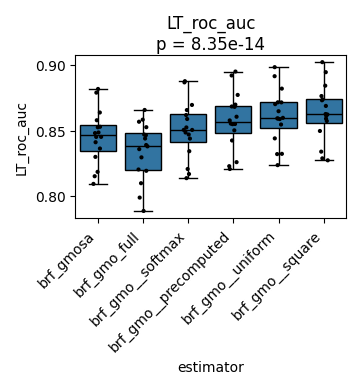 LT_roc_auc
p = 8.35e-14
LT_roc_auc
0.90
0.85
0.80
brf_gmosa
brf_gmo_full
brf_gmo__softmax
brf_gmo__precomputed
brf_gmo__uniform
brf_gmo__square
estimator